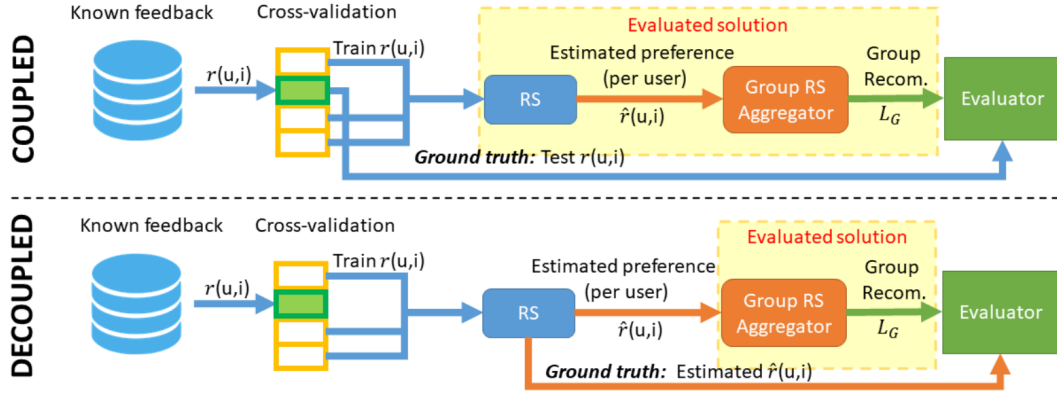 COUPLED
Known feedback
Cross-validation
r(u,i)
Train r(u,i)
Evaluated solution
RS
Estimated preference
(per user)
r̂(u,i)
Group RS
Aggregator
Group
Recom.
L_G
Evaluator
Ground truth: Test r(u,i)
DECOUPLED
Known feedback
Cross-validation
r(u,i)
Train r(u,i)
RS
Estimated preference
(per user)
r̂(u,i)
Evaluated solution
Group RS
Aggregator
Group
Recom.
L_G
Evaluator
Ground truth: Estimated r̂(u,i)